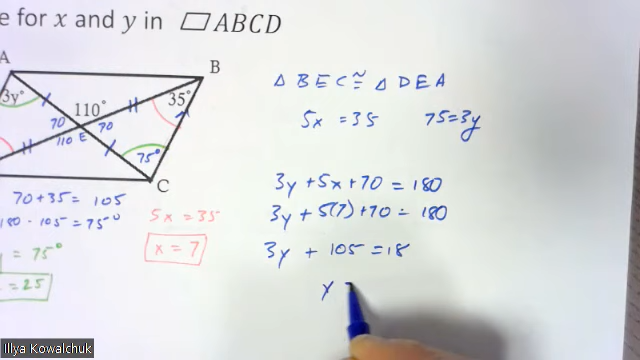 e for x and y in ▱ABCD
A
B
3y°
110°
35°
70
70
110
E
75°
C
△BEC ≅ △DEA
5x = 35 75 = 3y
70 + 35 = 105
180 - 105 = 75°
5x = 35
x = 7
= 75°
= 25
3y + 5x + 70 = 180
3y + 5(7) + 70 = 180
3y + 105 = 18
y =
Illya Kowalchuk